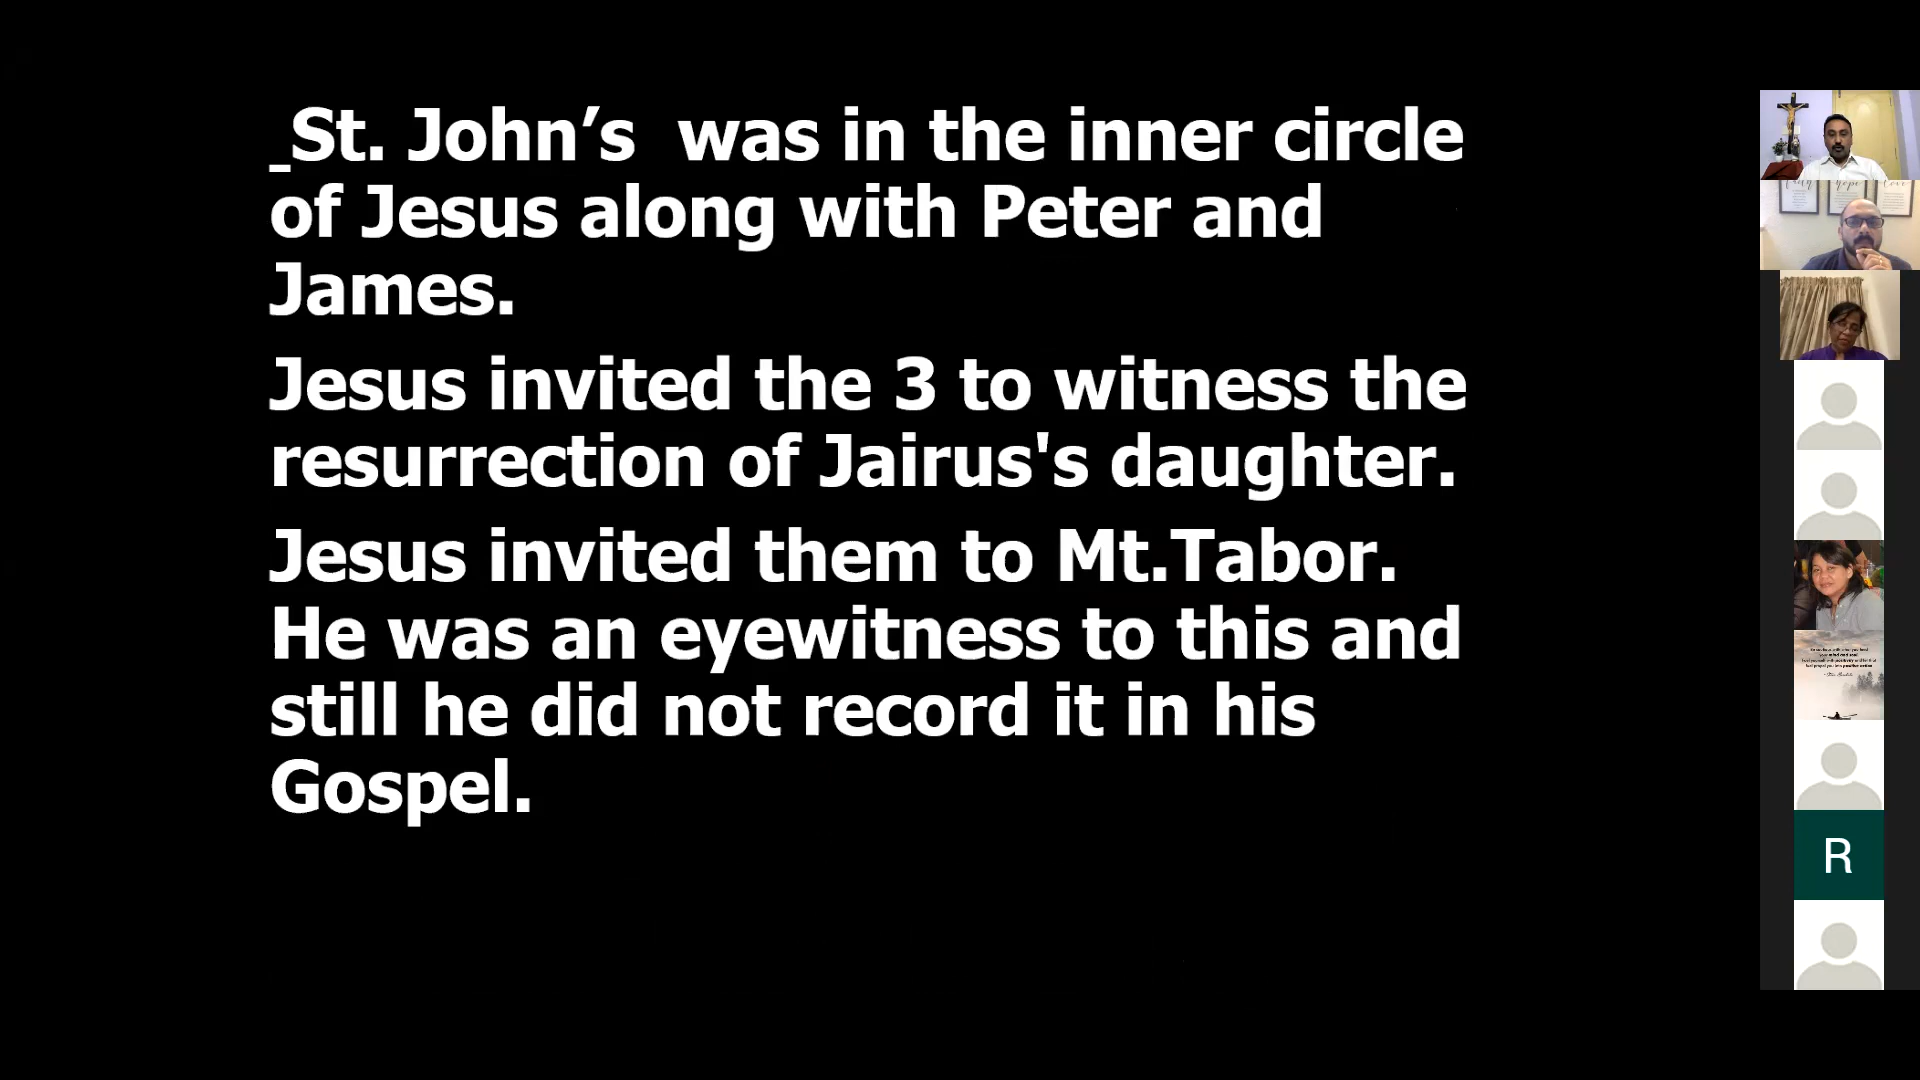 _St. John’s  was in the inner circle
of Jesus along with Peter and
James.
Jesus invited the 3 to witness the
resurrection of Jairus's daughter.
Jesus invited them to Mt.Tabor.
He was an eyewitness to this and
still he did not record it in his
Gospel.
hope
R